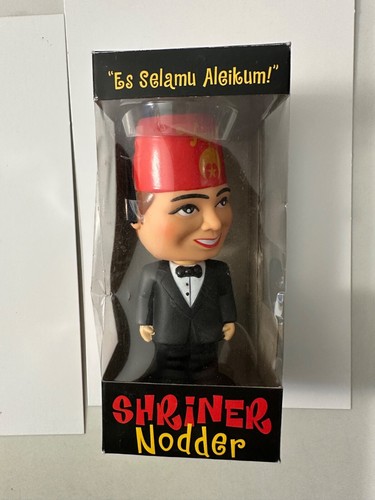 "Es Selamu Aleikum!"
SHRiNER
Nodder